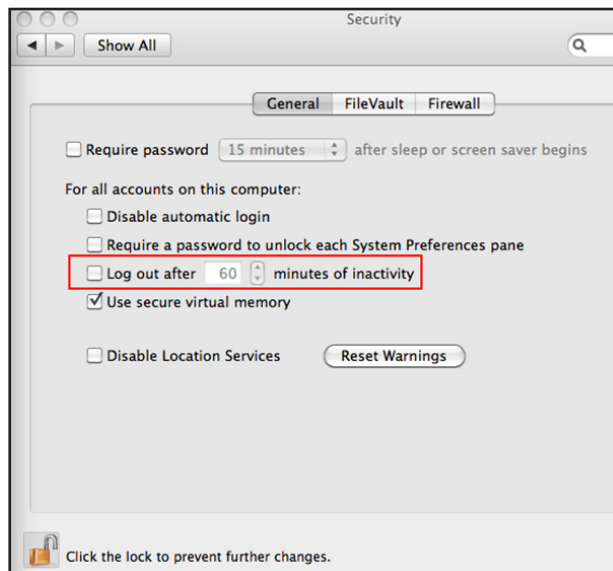 Security
Show All
General FileVault Firewall
Require password 15 minutes after sleep or screen saver begins
For all accounts on this computer:
Disable automatic login
Require a password to unlock each System Preferences pane
Log out after 60 minutes of inactivity
Use secure virtual memory
Disable Location Services Reset Warnings
Click the lock to prevent further changes.